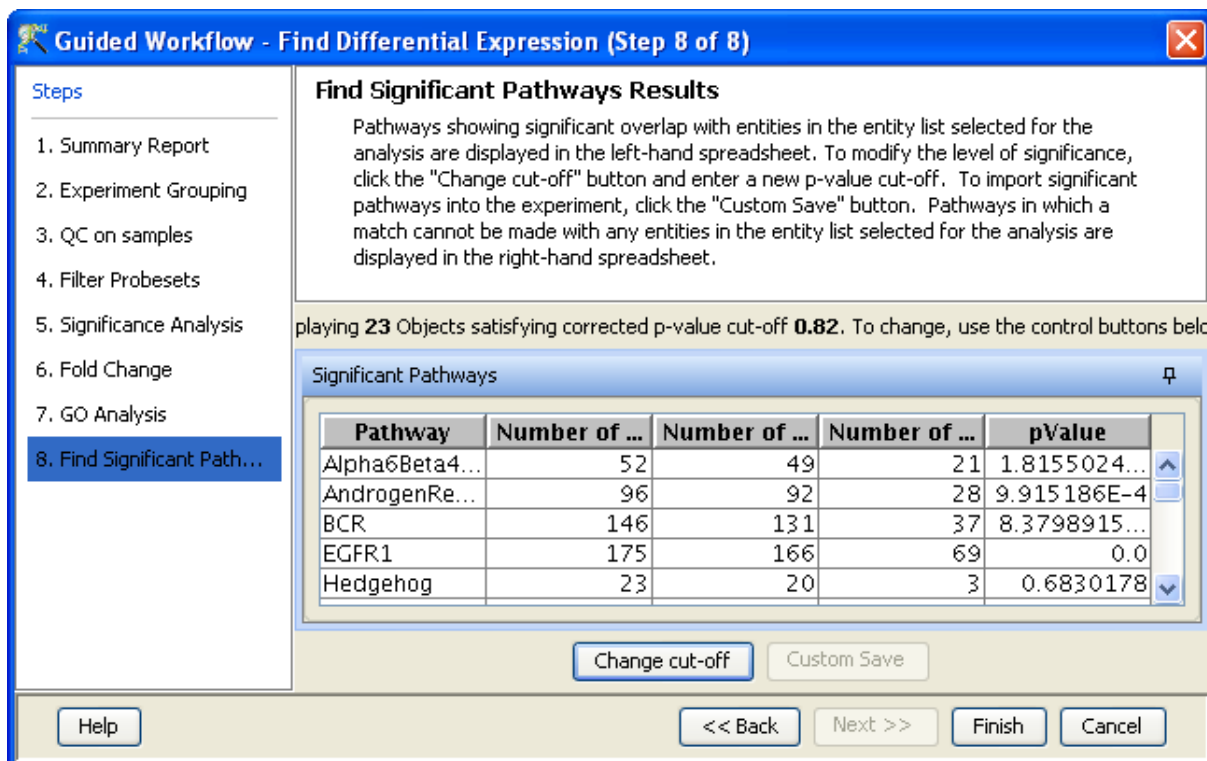 Guided Workflow - Find Differential Expression (Step 8 of 8)
Steps
1. Summary Report
2. Experiment Grouping
3. QC on samples
4. Filter Probesets
5. Significance Analysis
6. Fold Change
7. GO Analysis
8. Find Significant Path...
Find Significant Pathways Results
Pathways showing significant overlap with entities in the entity list selected for the
analysis are displayed in the left-hand spreadsheet. To modify the level of significance,
click the "Change cut-off" button and enter a new p-value cut-off.  To import significant
pathways into the experiment, click the "Custom Save" button.  Pathways in which a
match cannot be made with any entities in the entity list selected for the analysis are
displayed in the right-hand spreadsheet.
playing 23 Objects satisfying corrected p-value cut-off 0.82. To change, use the control buttons belo
Significant Pathways
Pathway Number of ... Number of ... Number of ... pValue
Alpha6Beta4... 52 49 21 1.8155024...
AndrogenRe... 96 92 28 9.915186E-4
BCR 146 131 37 8.3798915...
EGFR1 175 166 69 0.0
Hedgehog 23 20 3 0.6830178
Change cut-off Custom Save
Help << Back Next >> Finish Cancel